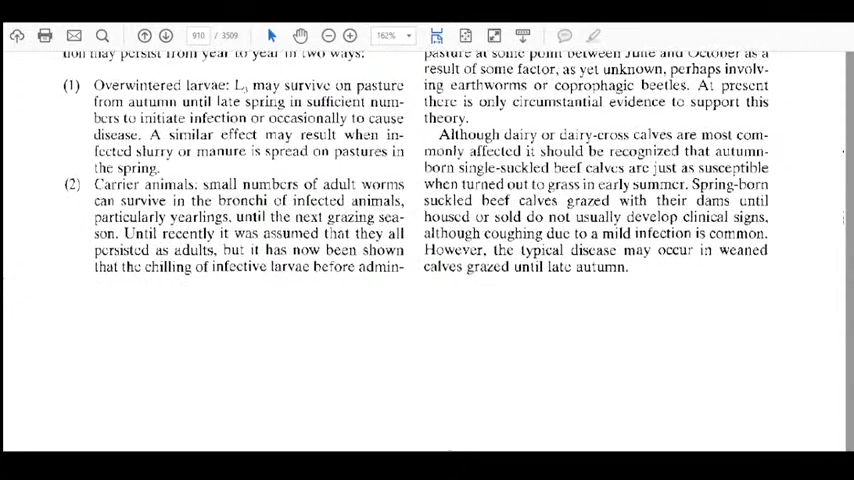 910 / 3509
162%
tion may persist from year to year in two ways:
(1) Overwintered larvae: L₃ may survive on pasture
from autumn until late spring in sufficient num-
bers to initiate infection or occasionally to cause
disease. A similar effect may result when in-
fected slurry or manure is spread on pastures in
the spring.
(2) Carrier animals: small numbers of adult worms
can survive in the bronchi of infected animals,
particularly yearlings, until the next grazing sea-
son. Until recently it was assumed that they all
persisted as adults, but it has now been shown
that the chilling of infective larvae before admin-
pasture at some point between June and October as a
result of some factor, as yet unknown, perhaps involv-
ing earthworms or coprophagic beetles. At present
there is only circumstantial evidence to support this
theory.
Although dairy or dairy-cross calves are most com-
monly affected it should be recognized that autumn-
born single-suckled beef calves are just as susceptible
when turned out to grass in early summer. Spring-born
suckled beef calves grazed with their dams until
housed or sold do not usually develop clinical signs,
although coughing due to a mild infection is common.
However, the typical disease may occur in weaned
calves grazed until late autumn.